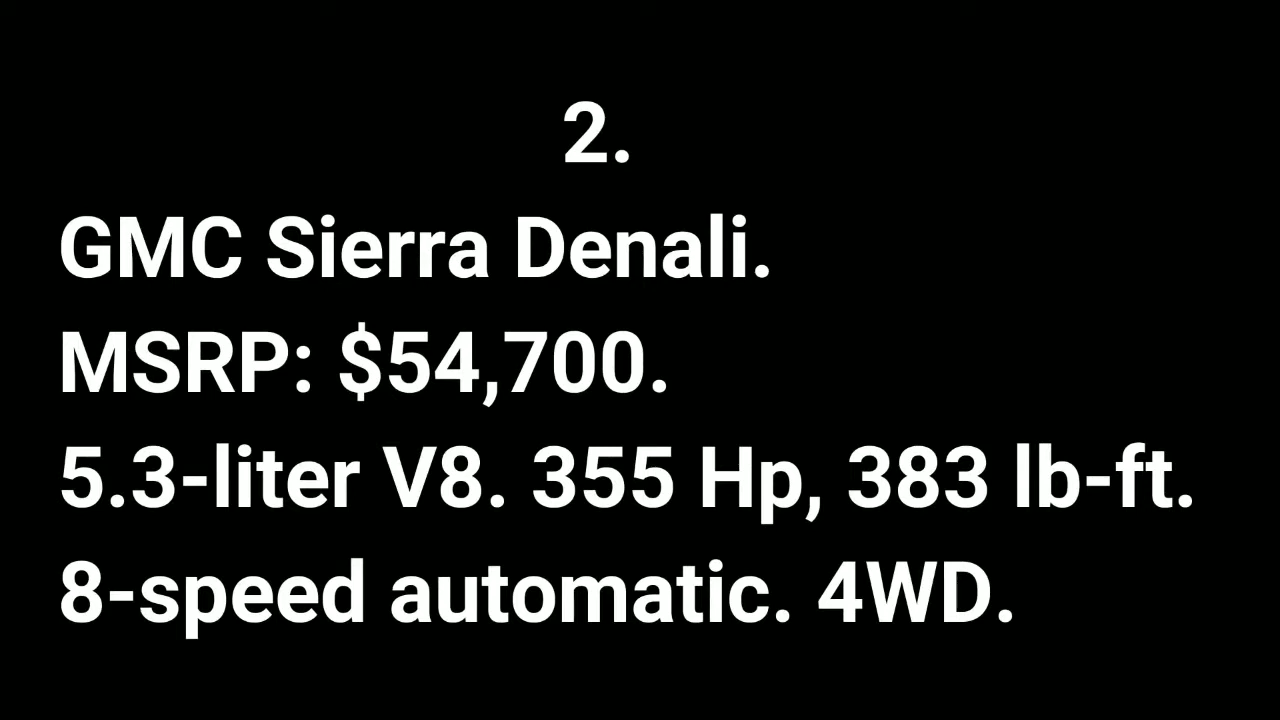 2.
GMC Sierra Denali.
MSRP: $54,700.
5.3-liter V8. 355 Hp, 383 lb-ft.
8-speed automatic. 4WD.